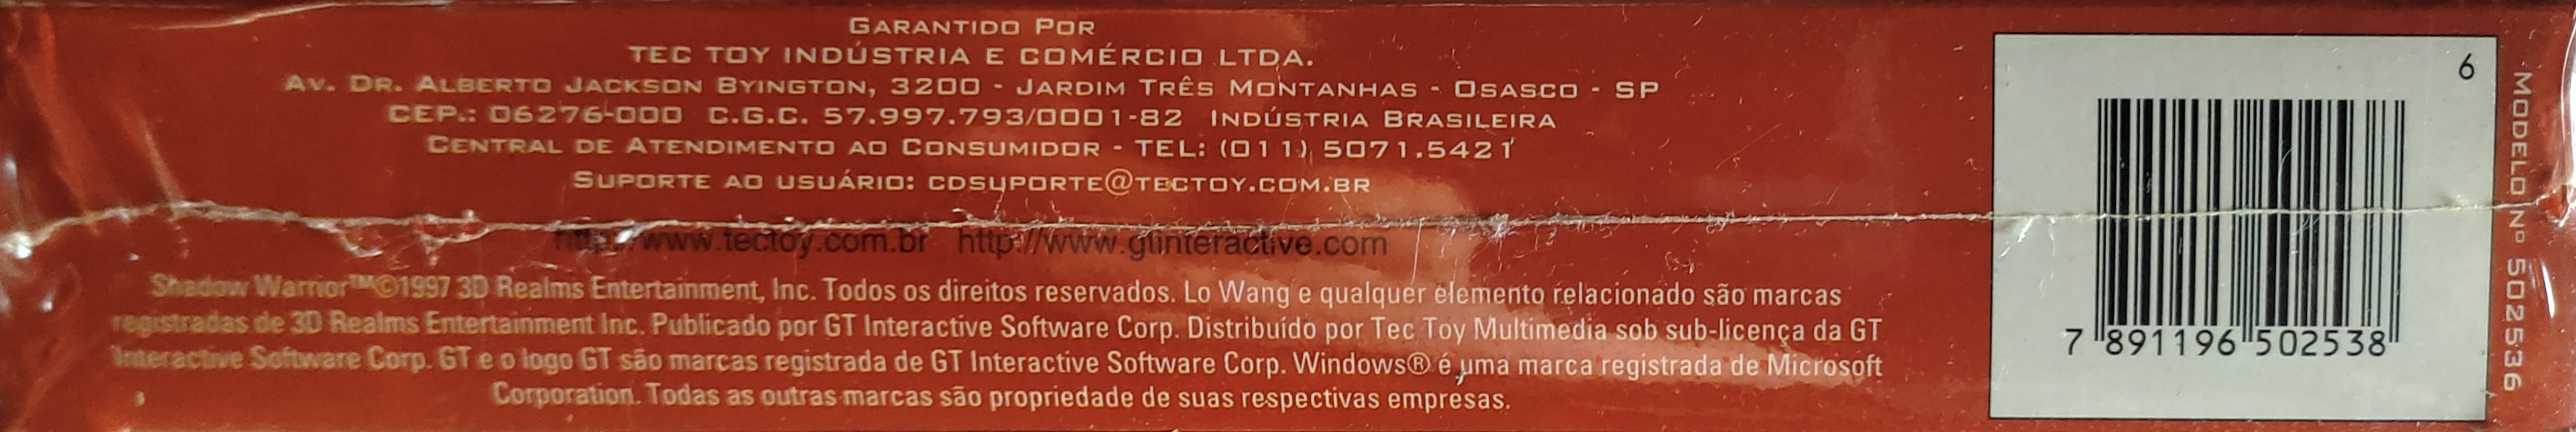 GARANTIDO POR
TEC TOY INDÚSTRIA E COMÉRCIO LTDA.
AV. DR. ALBERTO JACKSON BYINGTON, 3200 - JARDIM TRÊS MONTANHAS - OSASCO - SP
CEP.: 06276-000 C.G.C. 57.997.793/0001-82 INDÚSTRIA BRASILEIRA
CENTRAL DE ATENDIMENTO AO CONSUMIDOR - TEL: (011) 5071.5421
SUPORTE AO USUÁRIO: CDSUPORTE@TECTOY.COM.BR
http://www.tectoy.com.br http://www.gtinteractive.com
Shadow Warrior™©1997 3D Realms Entertainment, Inc. Todos os direitos reservados. Lo Wang e qualquer elemento relacionado são marcas
registradas de 3D Realms Entertainment Inc. Publicado por GT Interactive Software Corp. Distribuído por Tec Toy Multimedia sob sub-licença da GT
Interactive Software Corp. GT e o logo GT são marcas registrada de GT Interactive Software Corp. Windows® é uma marca registrada de Microsoft
Corporation. Todas as outras marcas são propriedade de suas respectivas empresas.
6
7 891196 502538
MODELO Nº 502536